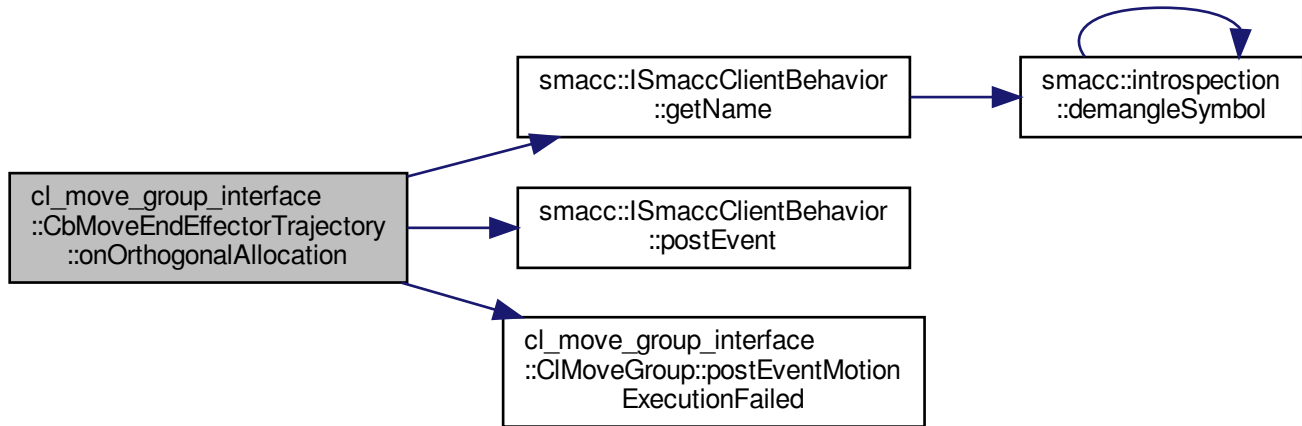 cl_move_group_interface
::CbMoveEndEffectorTrajectory
::onOrthogonalAllocation
smacc::ISmaccClientBehavior
::getName
smacc::introspection
::demangleSymbol
smacc::ISmaccClientBehavior
::postEvent
cl_move_group_interface
::ClMoveGroup::postEventMotion
ExecutionFailed